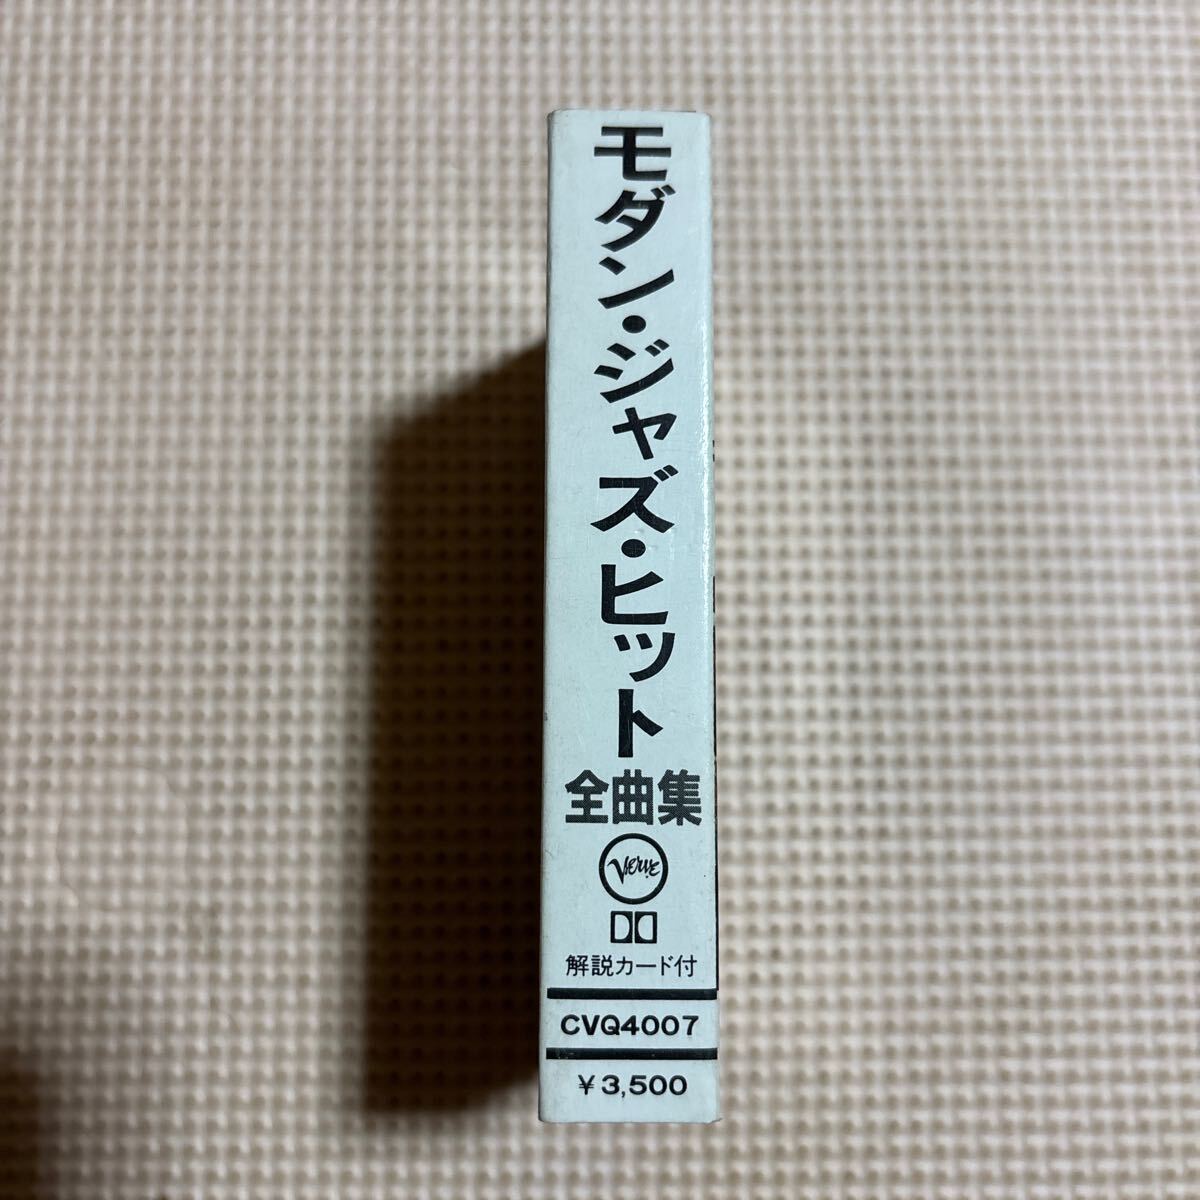 モダン・ジャズ・ヒット
全曲集
Verve
解説カード付
CVQ4007
¥3,500